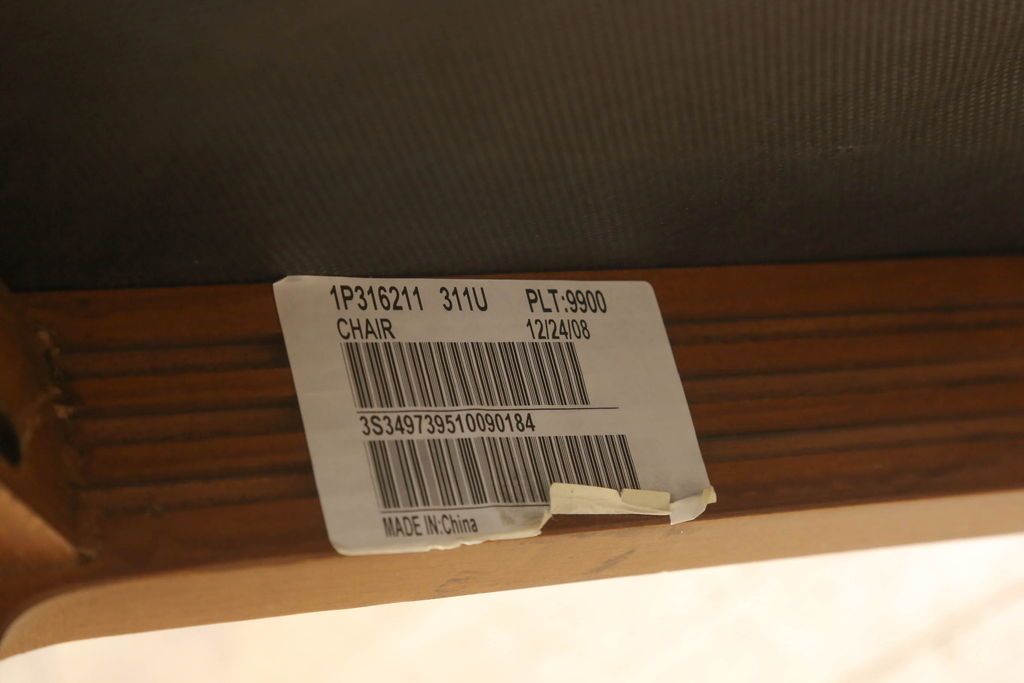 1P316211 311U PLT:9900
CHAIR 12/24/08
3S349739510090184
MADE IN:China